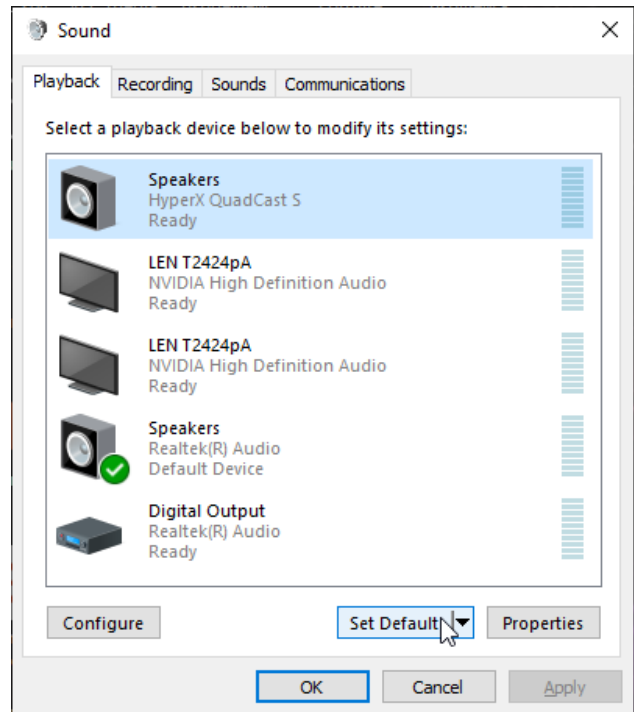 Sound
Playback Recording Sounds Communications
Select a playback device below to modify its settings:
Speakers
HyperX QuadCast S
Ready
LEN T2424pA
NVIDIA High Definition Audio
Ready
LEN T2424pA
NVIDIA High Definition Audio
Ready
Speakers
Realtek(R) Audio
Default Device
Digital Output
Realtek(R) Audio
Ready
Configure Set Default Properties
OK Cancel Apply